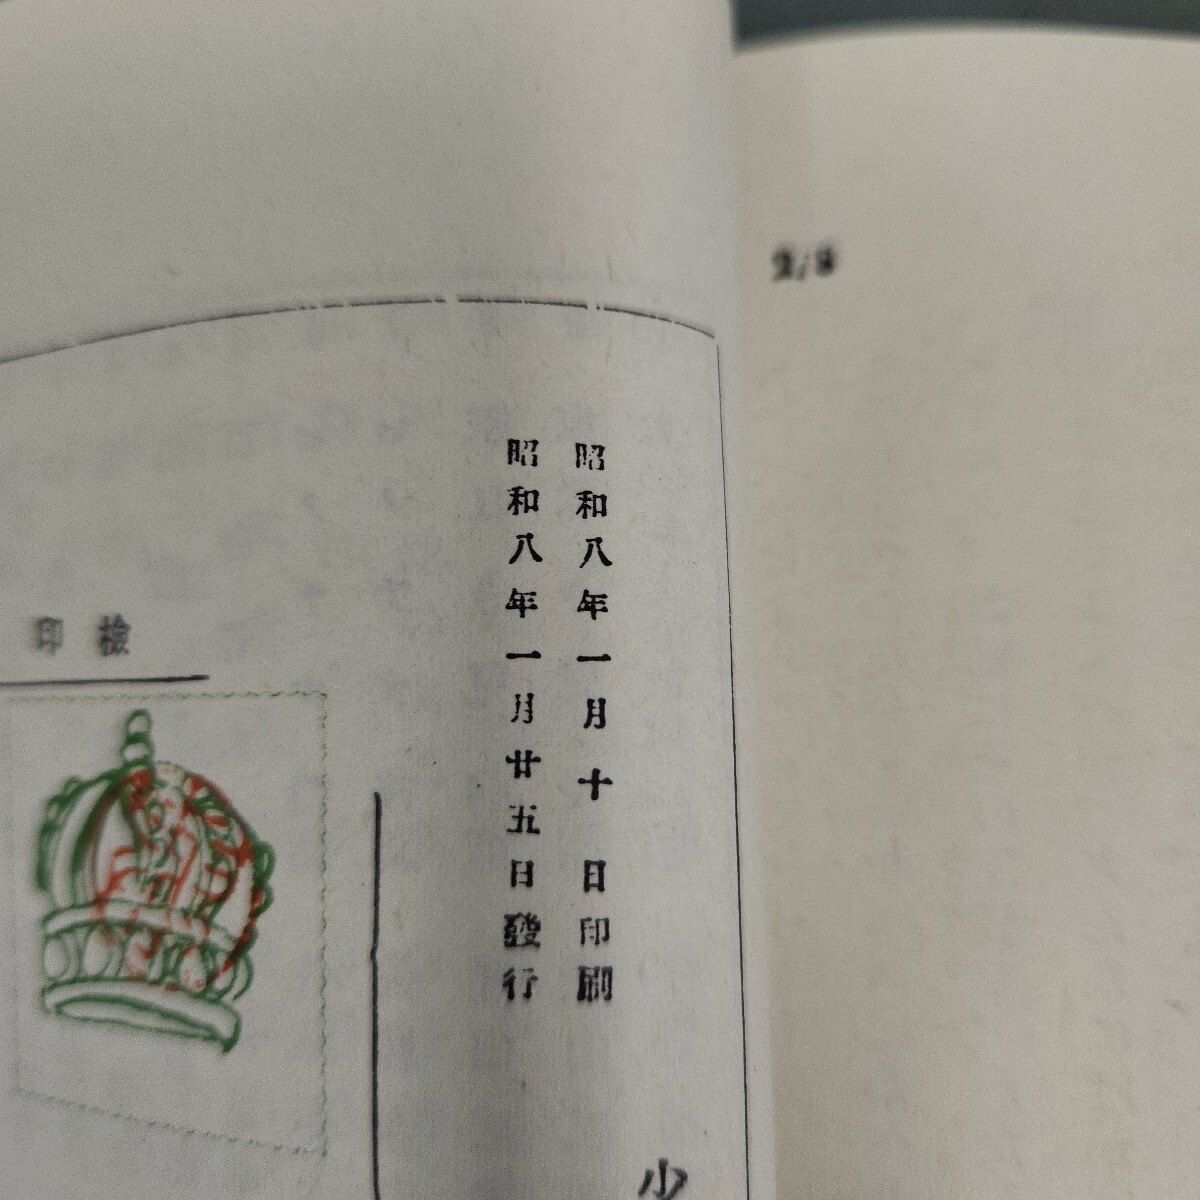 昭和八年一月十日印刷
昭和八年一月廿五日發行
印檢
少